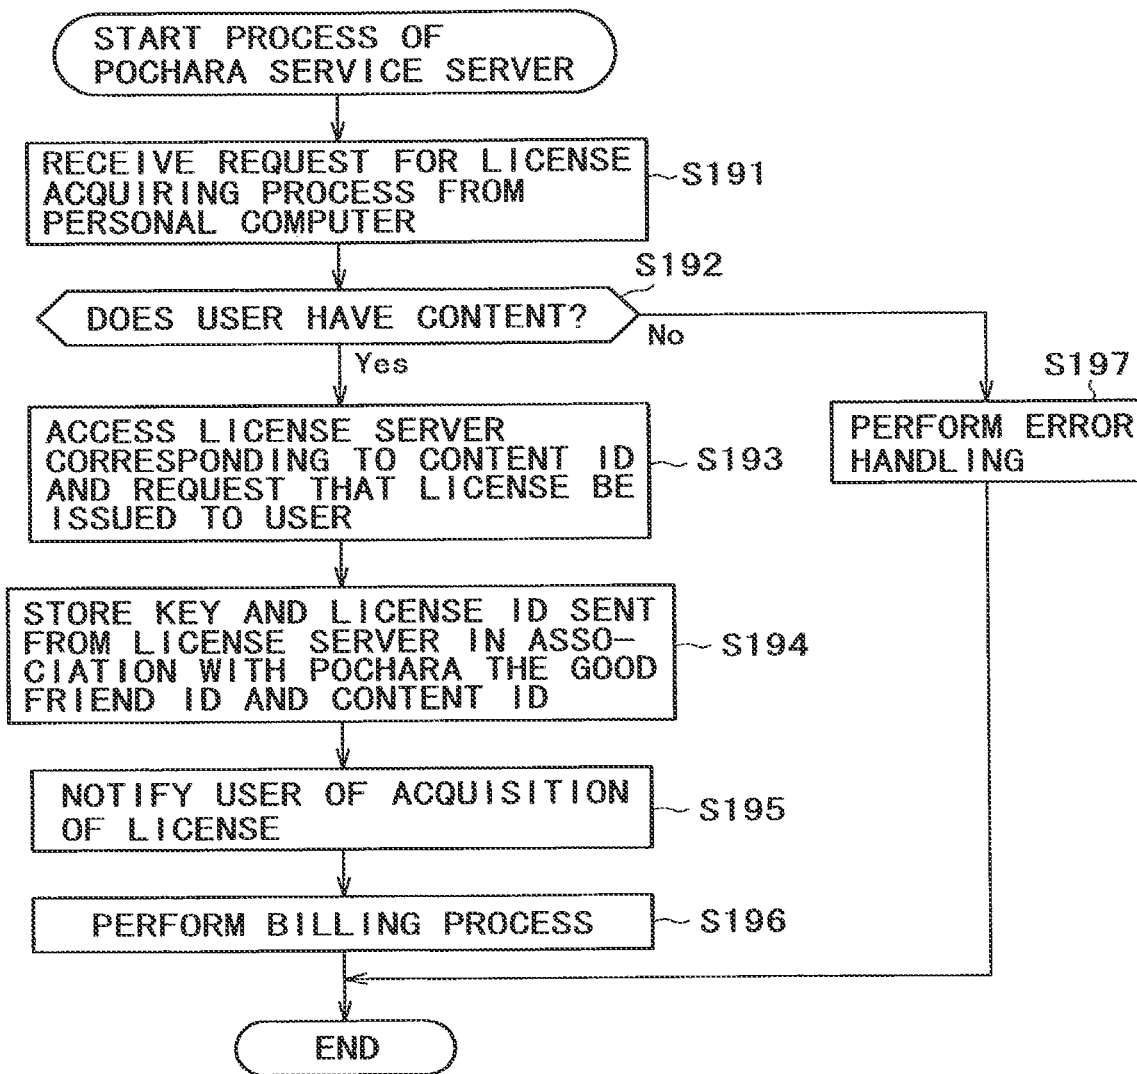 START PROCESS OF
POCHARA SERVICE SERVER
RECEIVE REQUEST FOR LICENSE
ACQUIRING PROCESS FROM
PERSONAL COMPUTER
S191
S192
DOES USER HAVE CONTENT?
No
Yes
S197
PERFORM ERROR
HANDLING
ACCESS LICENSE SERVER
CORRESPONDING TO CONTENT ID
AND REQUEST THAT LICENSE BE
ISSUED TO USER
S193
STORE KEY AND LICENSE ID SENT
FROM LICENSE SERVER IN ASSO-
CIATION WITH POCHARA THE GOOD
FRIEND ID AND CONTENT ID
S194
NOTIFY USER OF ACQUISITION
OF LICENSE
S195
PERFORM BILLING PROCESS
S196
END